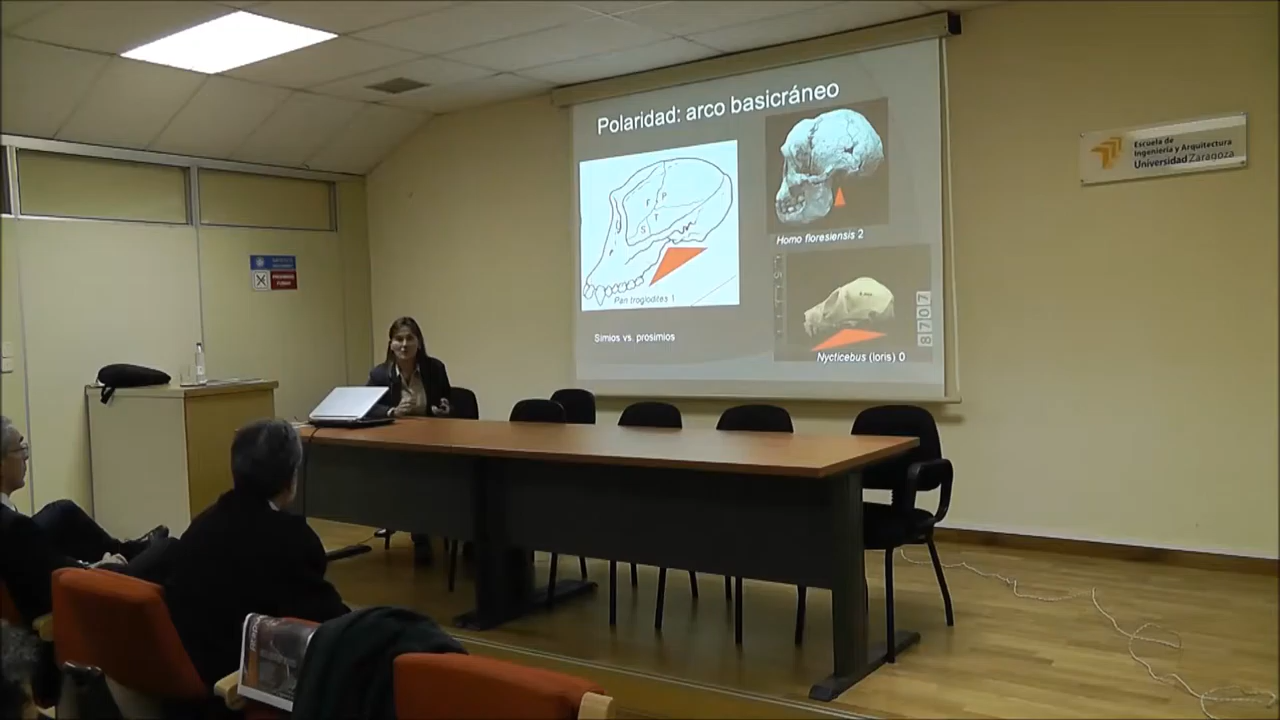 Polaridad: arco basicráneo
F
P
S
T
Pan troglodites 1
Homo floresiensis 2
Simios vs. prosimios
8707
Nycticebus (loris) 0
Escuela de
Ingeniería y Arquitectura
Universidad Zaragoza